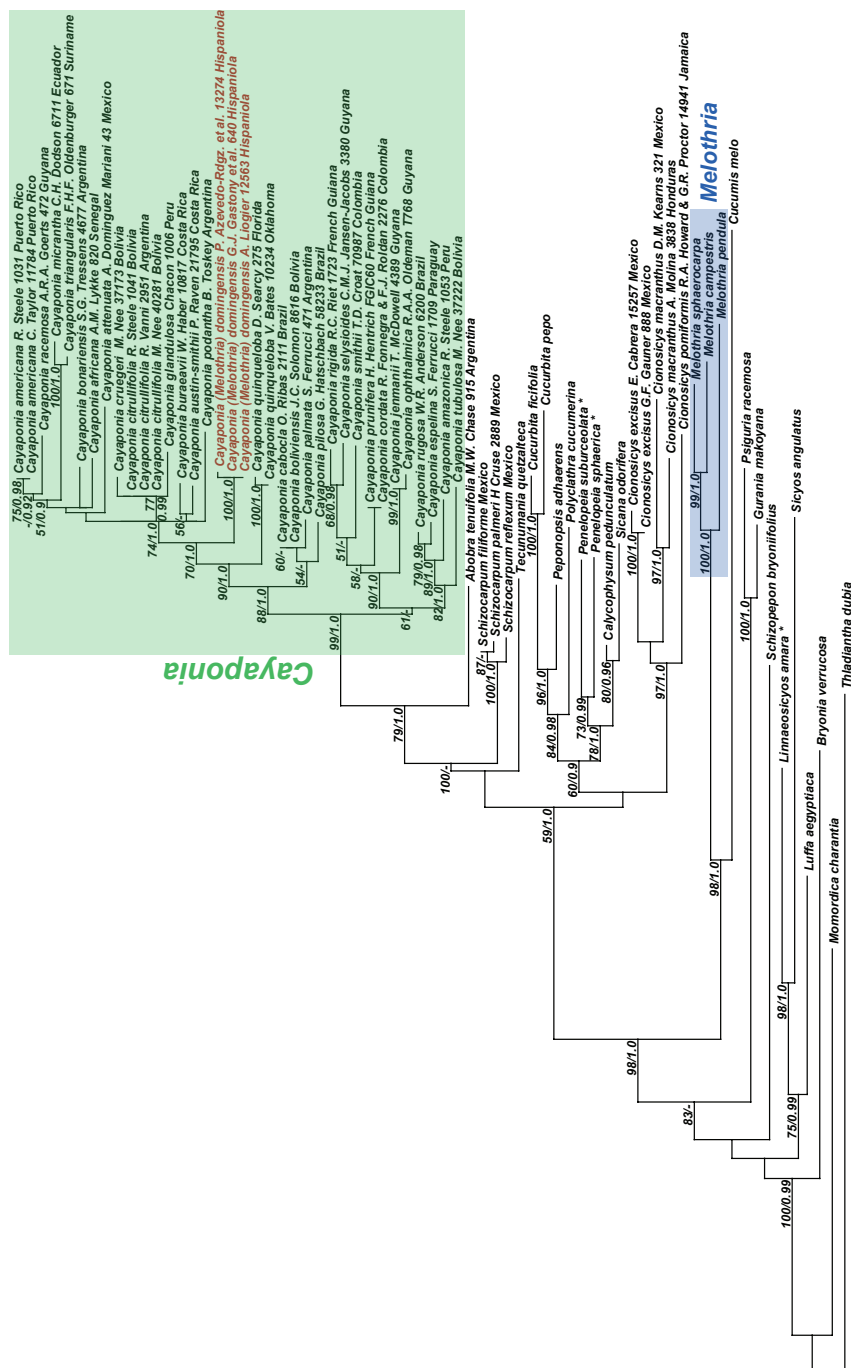 Cayaponia americana R. Steele 1031 Puerto Rico
Cayaponia americana C. Taylor 11784 Puerto Rico
Cayaponia racemosa A.R.A. Goerts 472 Guyana
Cayaponia micrantha C.H. Dodson 6711 Ecuador
Cayaponia triangularis F.H.F. Oldenburger 671 Suriname
Cayaponia bonariensis S.G. Tressens 4677 Argentina
Cayaponia africana A.M. Lykke 820 Senegal
Cayaponia attenuata A. Dominguez Mariani 43 Mexico
Cayaponia cruegeri M. Nee 37173 Bolivia
Cayaponia citrullifolia R. Steele 1041 Bolivia
Cayaponia citrullifolia R. Vanni 2951 Argentina
Cayaponia citrullifolia M. Nee 40281 Bolivia
Cayaponia glandulosa Chacon 1006 Peru
Cayaponia buraeavii W. Haber 10817 Costa Rica
Cayaponia austin-smithii P. Raven 21795 Costa Rica
Cayaponia podantha B. Toskey Argentina
Cayaponia (Melothria) domingensis P. Azevedo-Rdgz. et al. 13274 Hispaniola
Cayaponia (Melothria) domingensis G.J. Gastony et al. 640 Hispaniola
Cayaponia (Melothria) domingensis A. Liogier 12563 Hispaniola
Cayaponia quinqueloba D. Searcy 275 Florida
Cayaponia quinqueloba V. Bates 10234 Oklahoma
Cayaponia cabocla O. Ribas 2111 Brazil
Cayaponia boliviensis J.C. Solomon 8616 Bolivia
Cayaponia palmata S. Ferrucci 471 Argentina
Cayaponia pilosa G. Hatschbach 58233 Brazil
Cayaponia rigida R.C. Riet 1723 French Guiana
Cayaponia selysioides C.M.J. Jansen-Jacobs 3380 Guyana
Cayaponia smithii T.D. Croat 70987 Colombia
Cayaponia prunifera H. Hentrich FGIC60 French Guiana
Cayaponia cordata R. Fonnegra & F.J. Roldan 2276 Colombia
Cayaponia jenmanii T. McDowell 4389 Guyana
Cayaponia ophthalmica R.A.A. Oldeman T768 Guyana
Cayaponia rugosa W.R. Anderson 6200 Brazil
Cayaponia espelina S. Ferrucci 1709 Paraguay
Cayaponia amazonica R. Steele 1053 Peru
Cayaponia tubulosa M. Nee 37222 Bolivia
Abobra tenuifolia M.W. Chase 915 Argentina
Schizocarpum filiforme Mexico
Schizocarpum palmeri H Cruse 2889 Mexico
Schizocarpum reflexum Mexico
Tecunumania quetzalteca
Cucurbita ficifolia
Cucurbita pepo
Peponopsis adhaerens
Polyclathra cucumerina
Penelopeia suburceolata *
Penelopeia sphaerica *
Calycophysum pedunculatum
Sicana odorifera
Cionosicys excisus E. Cabrera 15257 Mexico
Cionosicys excisus G.F. Gauner 888 Mexico
Cionosicys macranthus D.M. Kearns 321 Mexico
Cionosicys macranthus A. Molina 3838 Honduras
Cionosicys pomiformis R.A. Howard & G.R. Proctor 14941 Jamaica
Melothria sphaerocarpa
Melothria campestris
Melothria pendula
Cucumis melo
Psiguria racemosa
Gurania makoyana
Schizopepon bryoniifolius
Linnaeosicyos amara *
Sicyos angulatus
Luffa aegyptiaca
Bryonia verrucosa
Momordica charantia
Thladiantha dubia
Cayaponia
Melothria
75/0.98
-/0.92
51/0.9
100/1.0
77
0.99
74/1.0
56/-
70/1.0
100/1.0
90/1.0
100/1.0
88/1.0
60/-
54/-
99/1.0
68/0.98
51/-
58/-
90/1.0
99/1.0
61/-
79/0.98
89/1.0
82/1.0
79/1.0
87/-
100/1.0
100/-
59/1.0
100/1.0
96/1.0
84/0.98
60/0.9
73/0.99
78/1.0
80/0.96
100/1.0
97/1.0
97/1.0
99/1.0
100/1.0
98/1.0
98/1.0
100/1.0
83/-
98/1.0
75/0.99
100/0.99